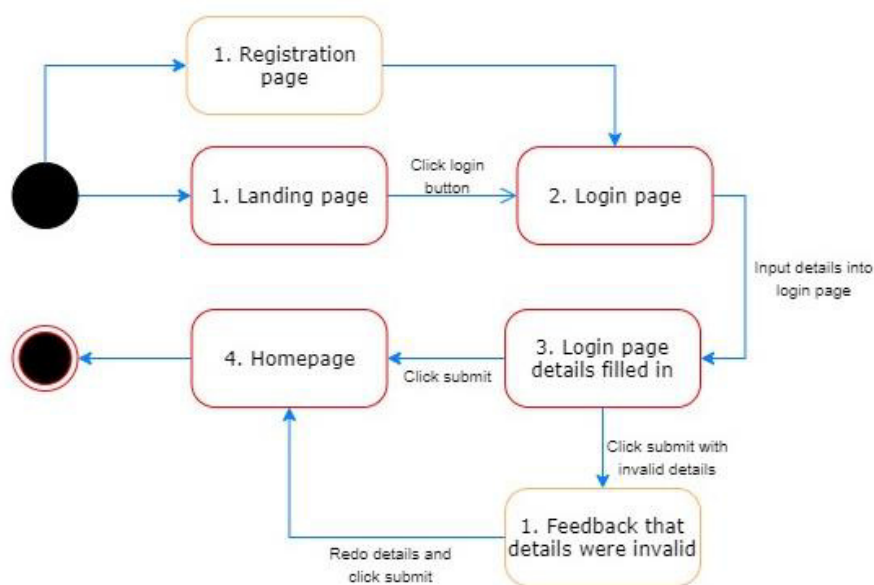 1. Registration
page
1. Landing page
Click login
button
2. Login page
Input details into
login page
4. Homepage
Click submit
3. Login page
details filled in
Click submit with
invalid details
1. Feedback that
details were invalid
Redo details and
click submit